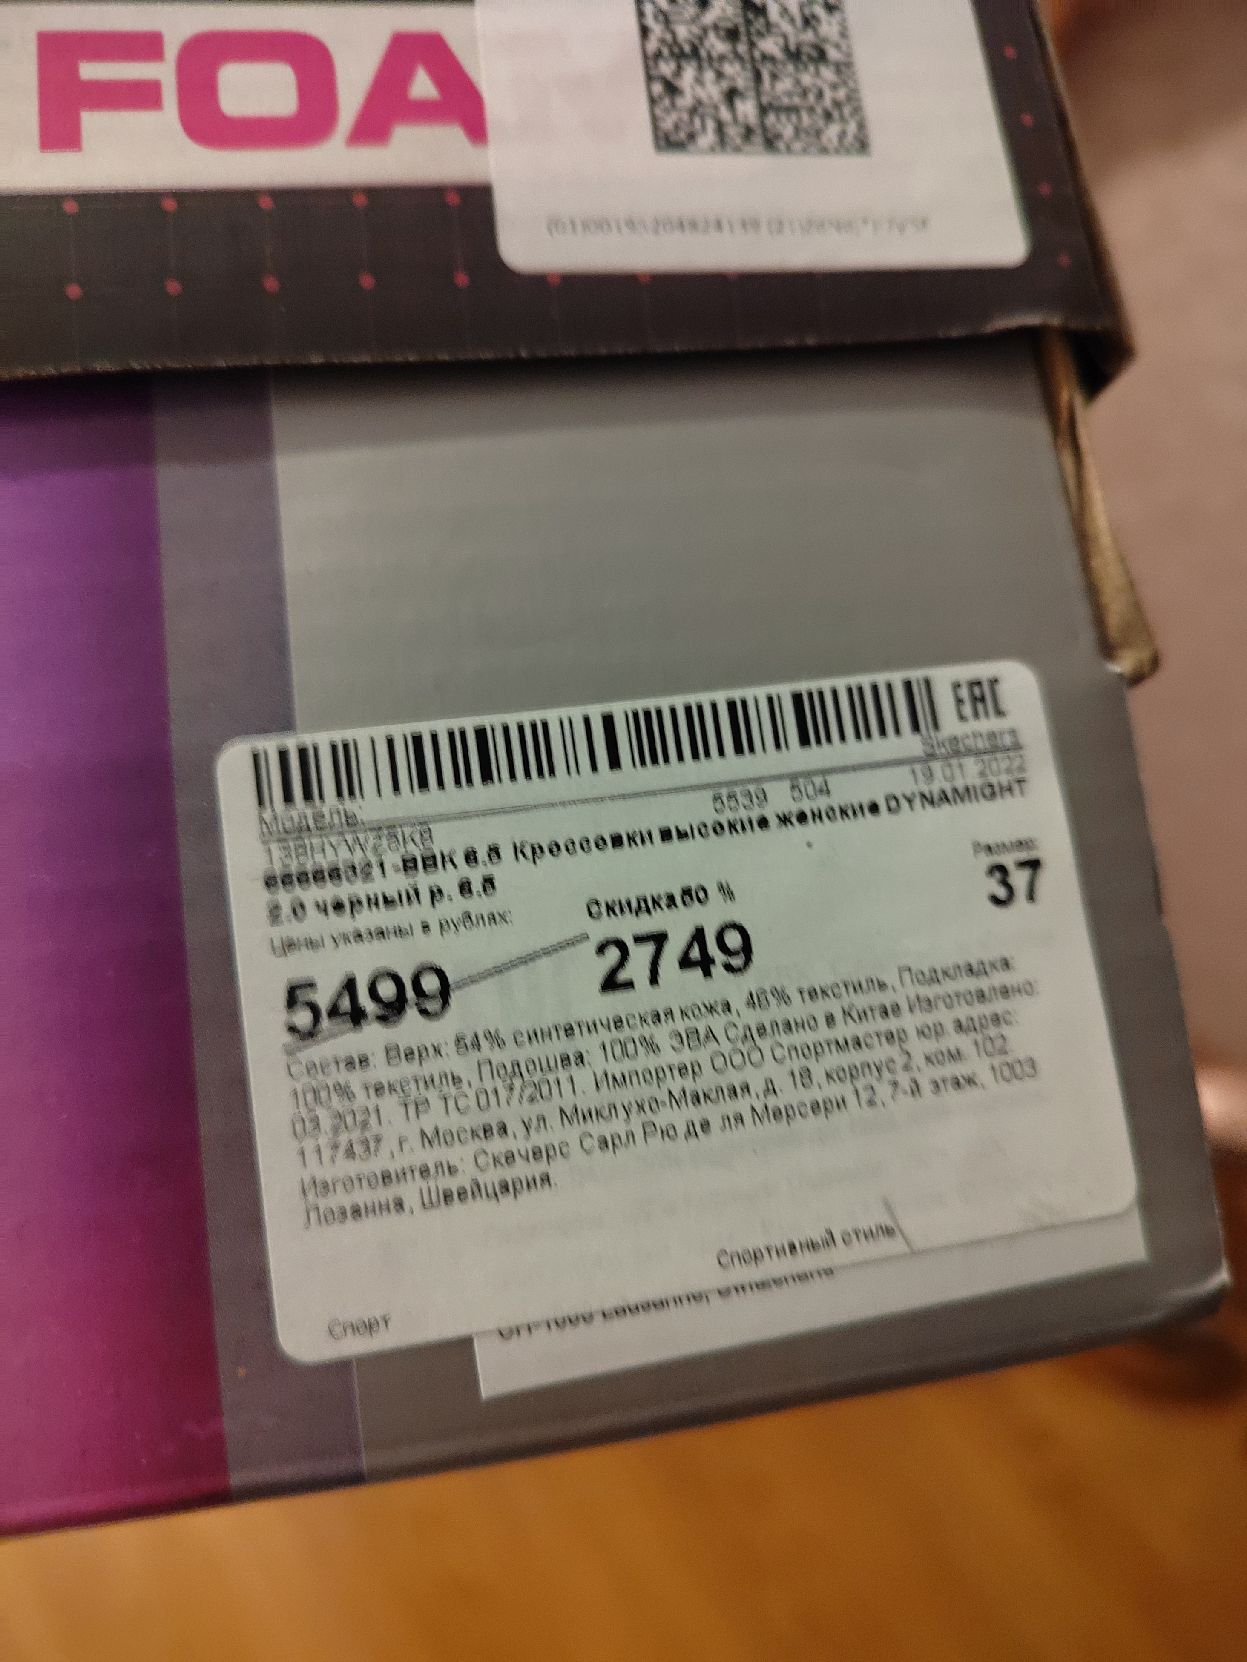 FOA
ЕАС
Skechers
Модель:
5539 504
19.01.2022
6.5 Кроссовки высокие женские DYNAMIGHT
2.0 черный р. 6.5
Размер:
37
Цены указаны в рублях:
Скидка 50 %
5499
2749
Состав: Верх: 54% синтетическая кожа, 46% текстиль, Подкладка:
100% текстиль, Подошва: 100% ЭВА Сделано в Китае Изготовлено:
03.2021. ТР ТС 017/2011. Импортер ООО Спортмастер юр. адрес:
117437, г. Москва, ул. Миклухо-Маклая, д. 18, корпус 2, ком. 102
Изготовитель: Скечерс Сарл Рю де ля Мерсери 12, 7-й этаж, 1003
Лозанна, Швейцария.
Спортивный стиль
Спорт